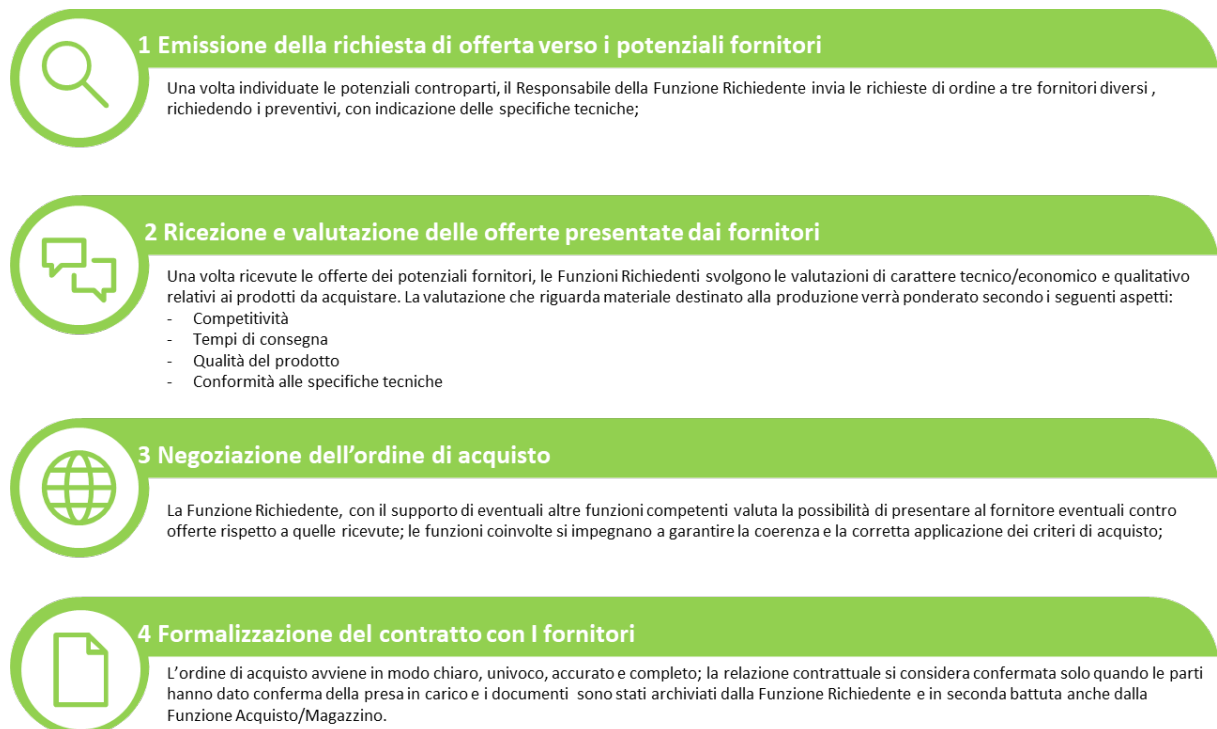 1 Emissione della richiesta di offerta verso i potenziali fornitori
Una volta individuate le potenziali controparti, il Responsabile della Funzione Richiedente invia le richieste di ordine a tre fornitori diversi ,
richiedendo i preventivi, con indicazione delle specifiche tecniche;
2 Ricezione e valutazione delle offerte presentate dai fornitori
Una volta ricevute le offerte dei potenziali fornitori, le Funzioni Richiedenti svolgono le valutazioni di carattere tecnico/economico e qualitativo
relativi ai prodotti da acquistare. La valutazione che riguarda materiale destinato alla produzione verrà ponderato secondo i seguenti aspetti:
- Competitività
- Tempi di consegna
- Qualità del prodotto
- Conformità alle specifiche tecniche
3 Negoziazione dell’ordine di acquisto
La Funzione Richiedente, con il supporto di eventuali altre funzioni competenti valuta la possibilità di presentare al fornitore eventuali contro
offerte rispetto a quelle ricevute; le funzioni coinvolte si impegnano a garantire la coerenza e la corretta applicazione dei criteri di acquisto;
4 Formalizzazione del contratto con I fornitori
L’ordine di acquisto avviene in modo chiaro, univoco, accurato e completo; la relazione contrattuale si considera confermata solo quando le parti
hanno dato conferma della presa in carico e i documenti sono stati archiviati dalla Funzione Richiedente e in seconda battuta anche dalla
Funzione Acquisto/Magazzino.